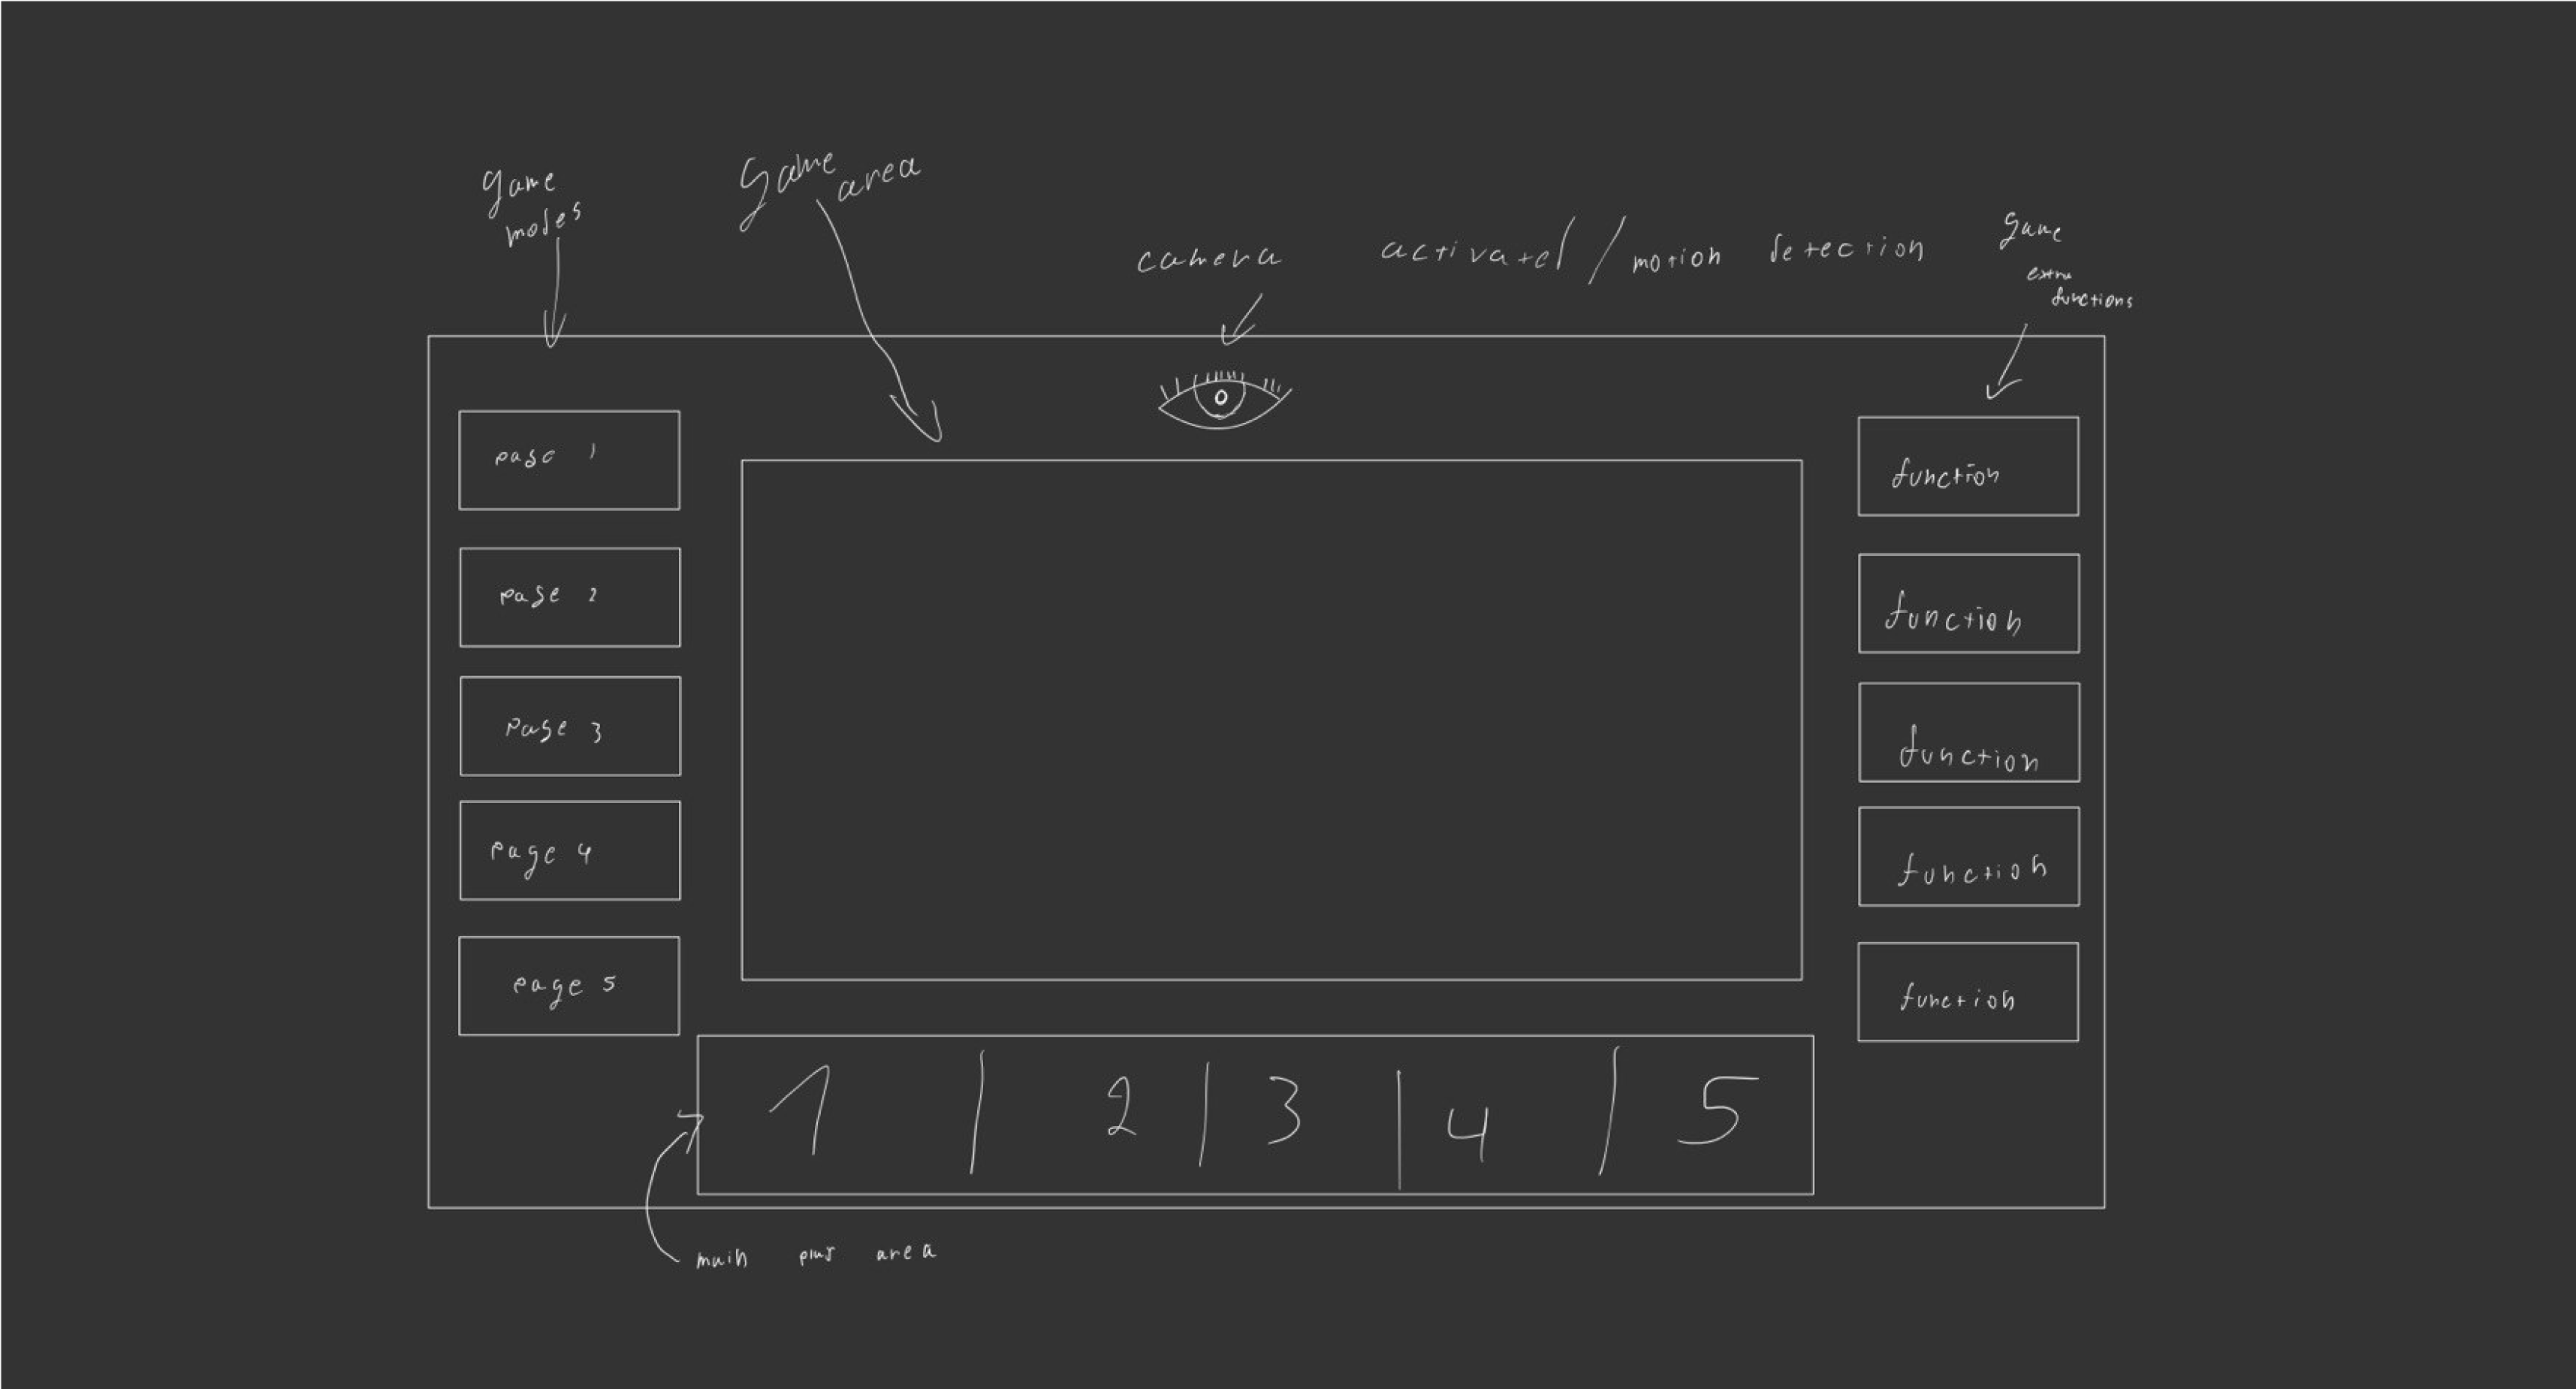 game
modes
game
area
camera activated / motion detection
game
extra
functions
page 1
page 2
page 3
page 4
page 5
function
function
function
function
function
1 | 2 | 3 | 4 | 5
main area